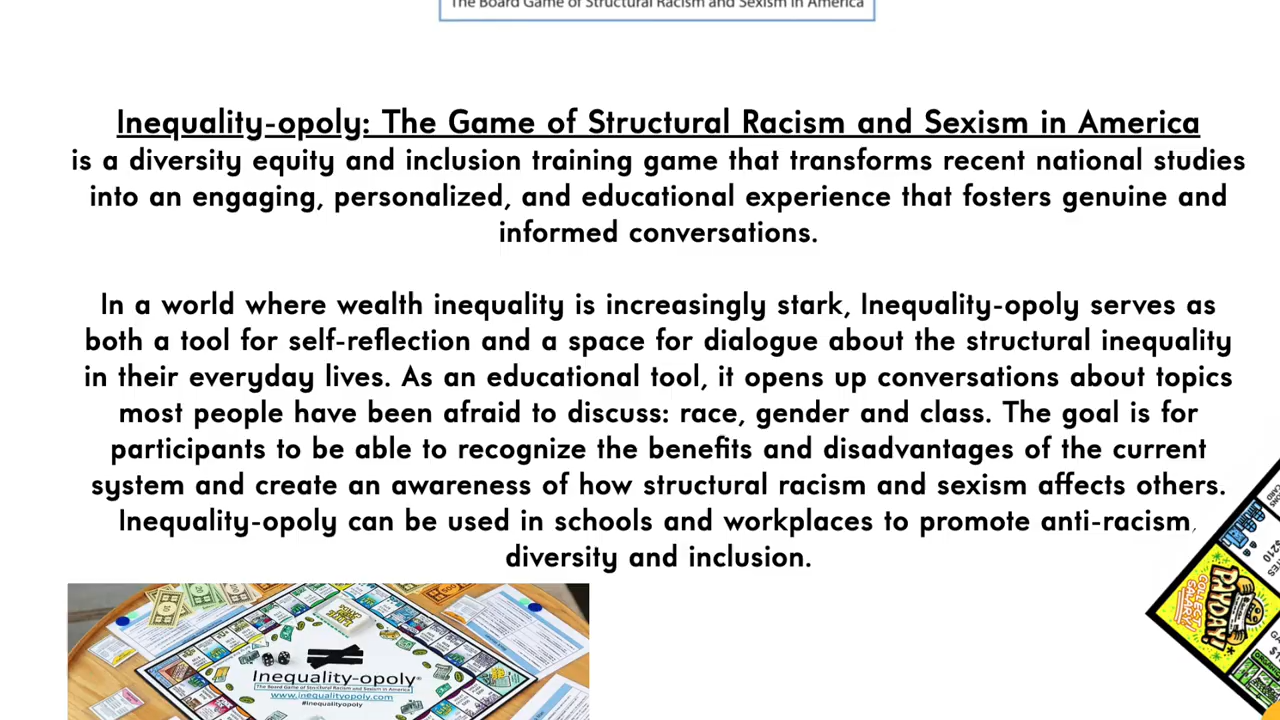 The Board Game of Structural Racism and Sexism in America
Inequality-opoly: The Game of Structural Racism and Sexism in America
is a diversity equity and inclusion training game that transforms recent national studies
into an engaging, personalized, and educational experience that fosters genuine and
informed conversations.
In a world where wealth inequality is increasingly stark, Inequality-opoly serves as
both a tool for self-reflection and a space for dialogue about the structural inequality
in their everyday lives. As an educational tool, it opens up conversations about topics
most people have been afraid to discuss: race, gender and class. The goal is for
participants to be able to recognize the benefits and disadvantages of the current
system and create an awareness of how structural racism and sexism affects others.
Inequality-opoly can be used in schools and workplaces to promote anti-racism,
diversity and inclusion.
Inequality-opoly®
The Board Game of Structural Racism and Sexism in America
www.inequalityopoly.com
#Inequalityopoly
PAYDAY!
COLLECT
SALARY!
$210
CARD